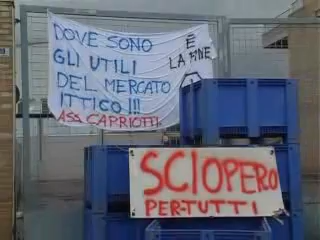 DOVE SONO
GLI UTILI
DEL MERCATO
ITTICO!!!
ASS. CAPRIOTTI
È
LA FINE
SCIOPERO
PER-TUTTI